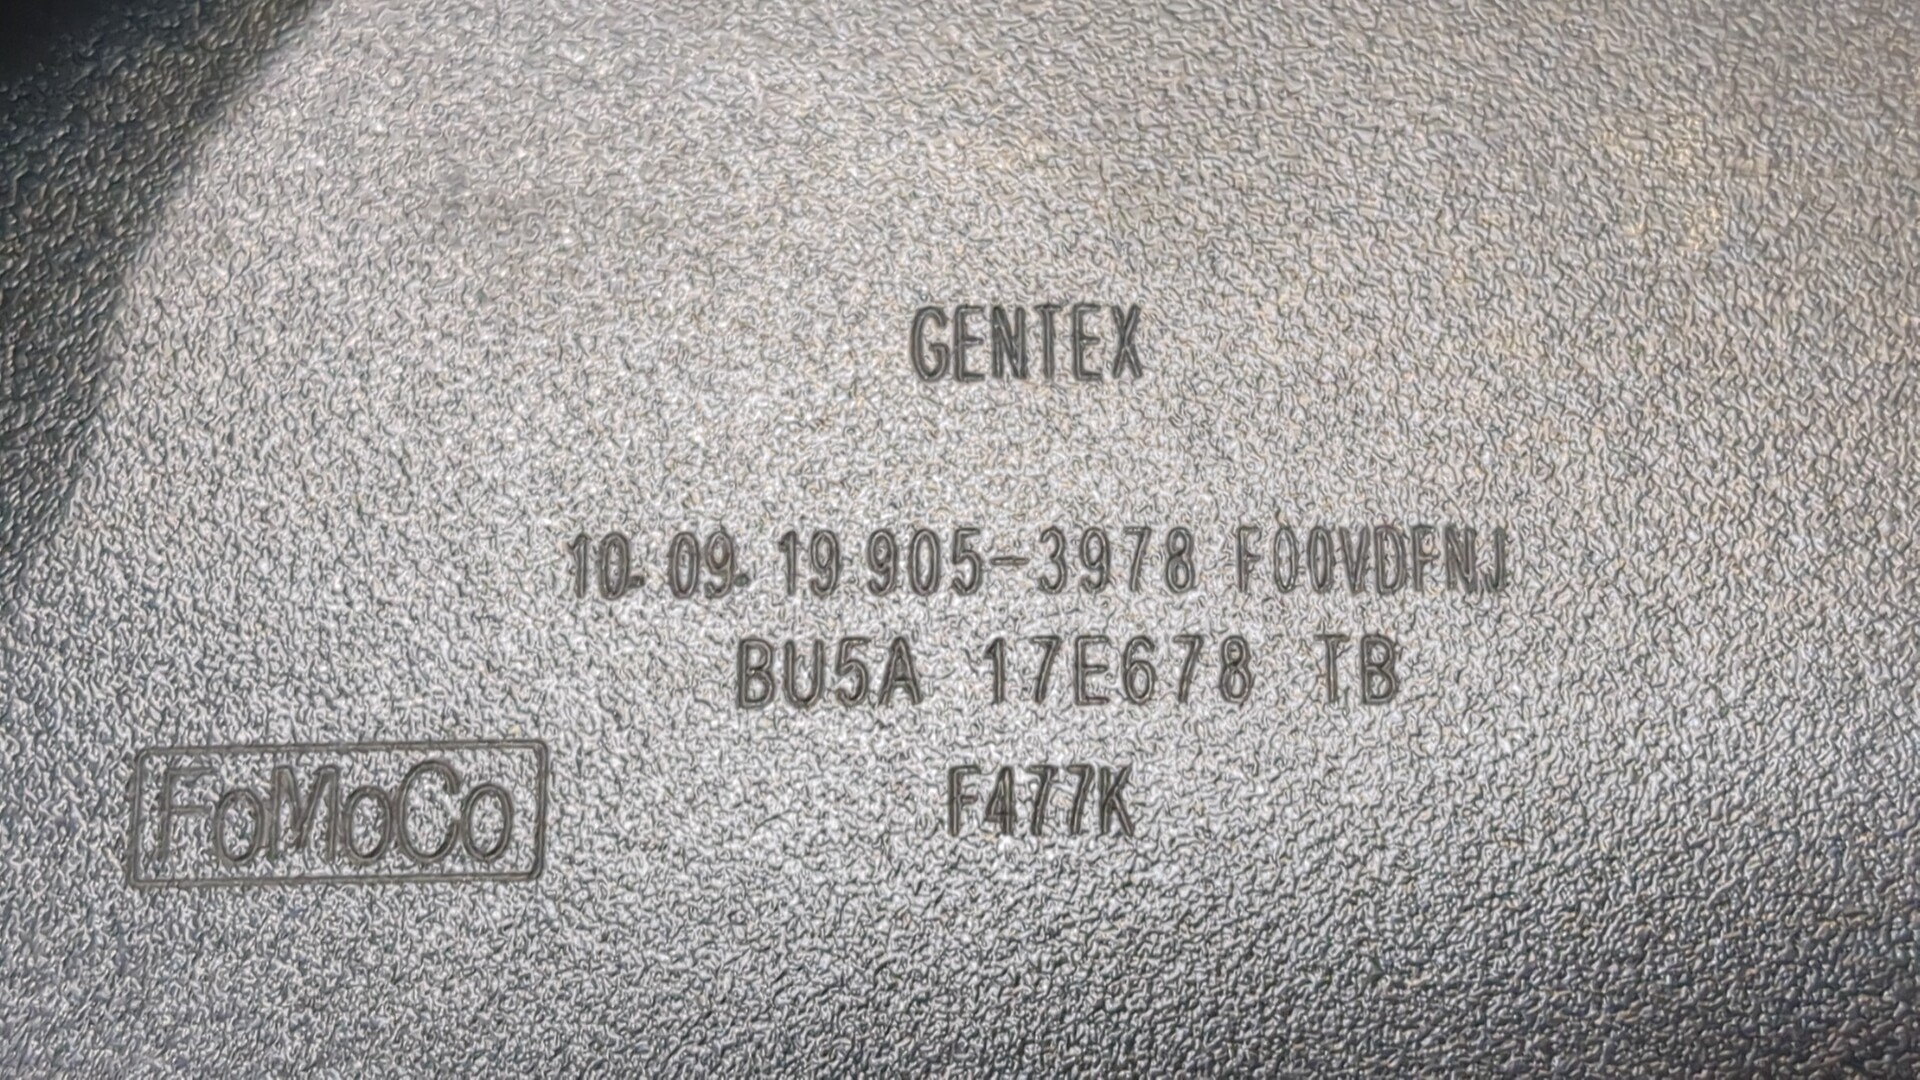 GENTEX
10. 09. 19 905-3978 F00VDFNJ
BU5A 17E678 TB
FoMoCo
F477K